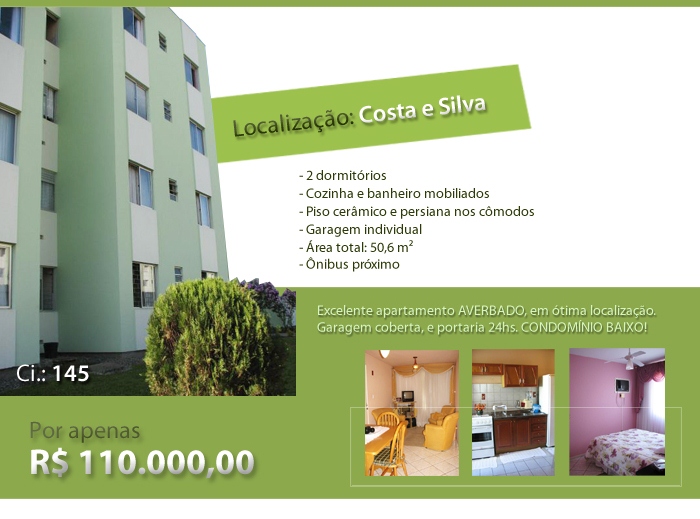 Localização: Costa e Silva
- 2 dormitórios
- Cozinha e banheiro mobiliados
- Piso cerâmico e persiana nos cômodos
- Garagem individual
- Área total: 50,6 m²
- Ônibus próximo
Excelente apartamento AVERBADO, em ótima localização.
Garagem coberta, e portaria 24hs. CONDOMÍNIO BAIXO!
Ci.: 145
Por apenas
R$ 110.000,00